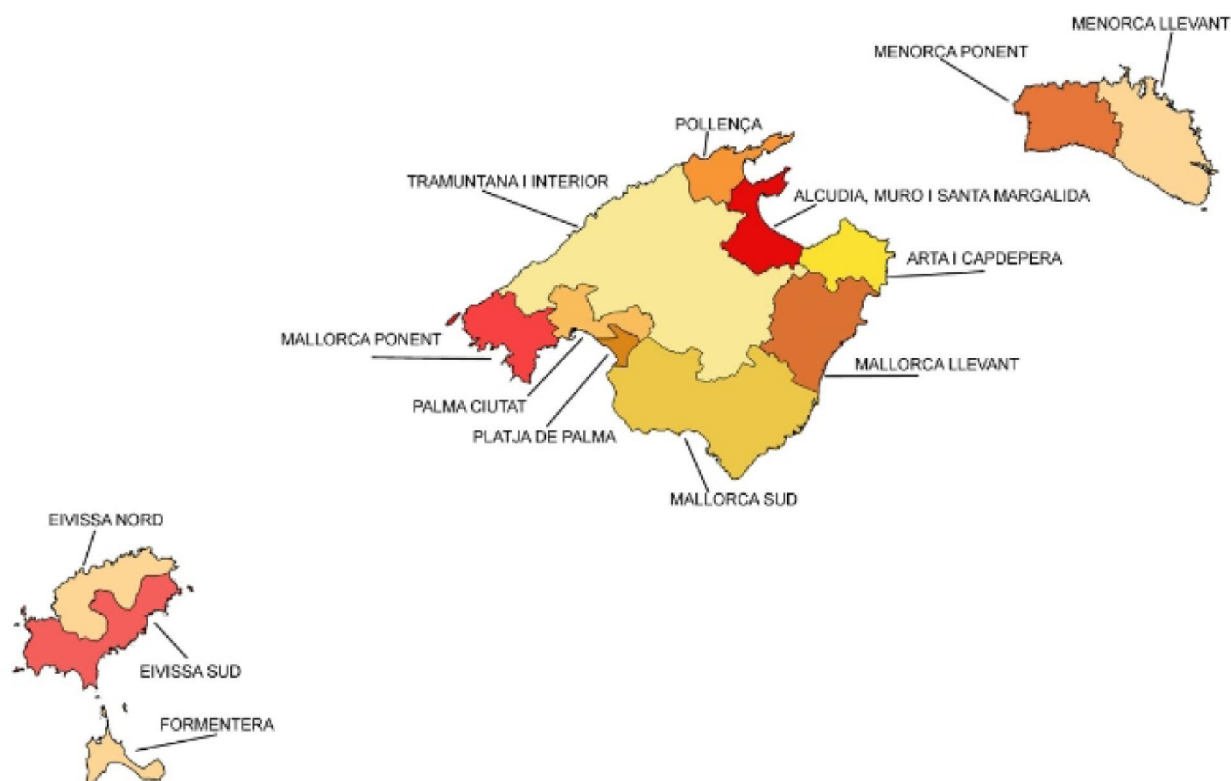 MENORCA LLEVANT
MENORCA PONENT
POLLENÇA
TRAMUNTANA I INTERIOR
ALCUDIA, MURO I SANTA MARGALIDA
ARTA I CAPDEPERA
MALLORCA PONENT
MALLORCA LLEVANT
PALMA CIUTAT
PLATJA DE PALMA
MALLORCA SUD
EIVISSA NORD
EIVISSA SUD
FORMENTERA